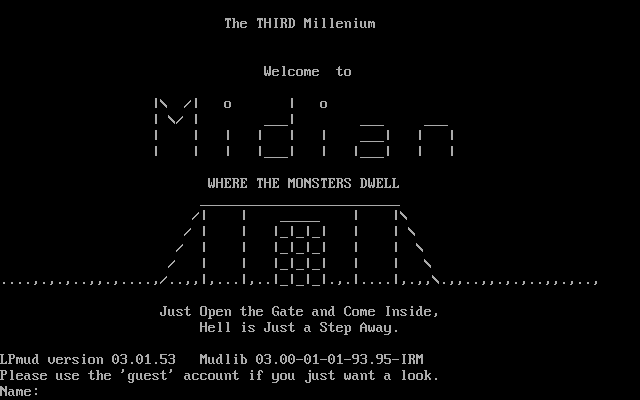 The THIRD Millenium
Welcome to
Midian
WHERE THE MONSTERS DWELL
Just Open the Gate and Come Inside,
Hell is Just a Step Away.
LPmud version 03.01.53 Mudlib 03.00-01-01-93.95-IRM
Please use the 'guest' account if you just want a look.
Name: